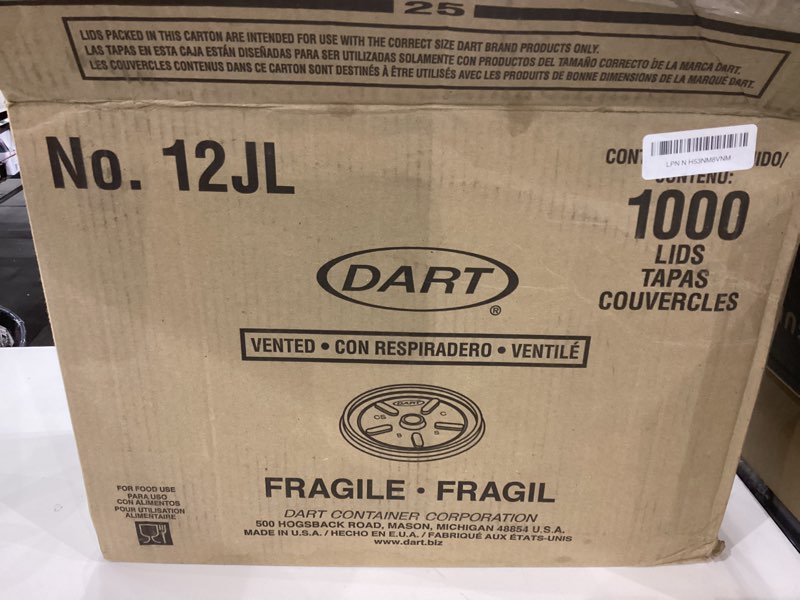 25
LIDS PACKED IN THIS CARTON ARE INTENDED FOR USE WITH THE CORRECT SIZE DART BRAND PRODUCTS ONLY.
LAS TAPAS EN ESTA CAJA ESTÁN DISEÑADAS PARA SER UTILIZADAS SOLAMENTE CON PRODUCTOS DEL TAMAÑO CORRECTO DE LA MARCA DART.
LES COUVERCLES CONTENUS DANS CE CARTON SONT DESTINÉS À ÊTRE UTILISÉS AVEC LES PRODUITS DE BONNE DIMENSIONS DE LA MARQUE DART.
No. 12JL
LPN N H53NM8VNM
CONTENU:
1000
LIDS
TAPAS
COUVERCLES
DART
®
VENTED • CON RESPIRADERO • VENTILÉ
DART
FRAGILE • FRAGIL
FOR FOOD USE
PARA USO
CON ALIMENTOS
POUR UTILISATION
ALIMENTAIRE
DART CONTAINER CORPORATION
500 HOGSBACK ROAD, MASON, MICHIGAN 48854 U.S.A.
MADE IN U.S.A. / HECHO EN E.U.A. / FABRIQUÉ AUX ÉTATS-UNIS
www.dart.biz